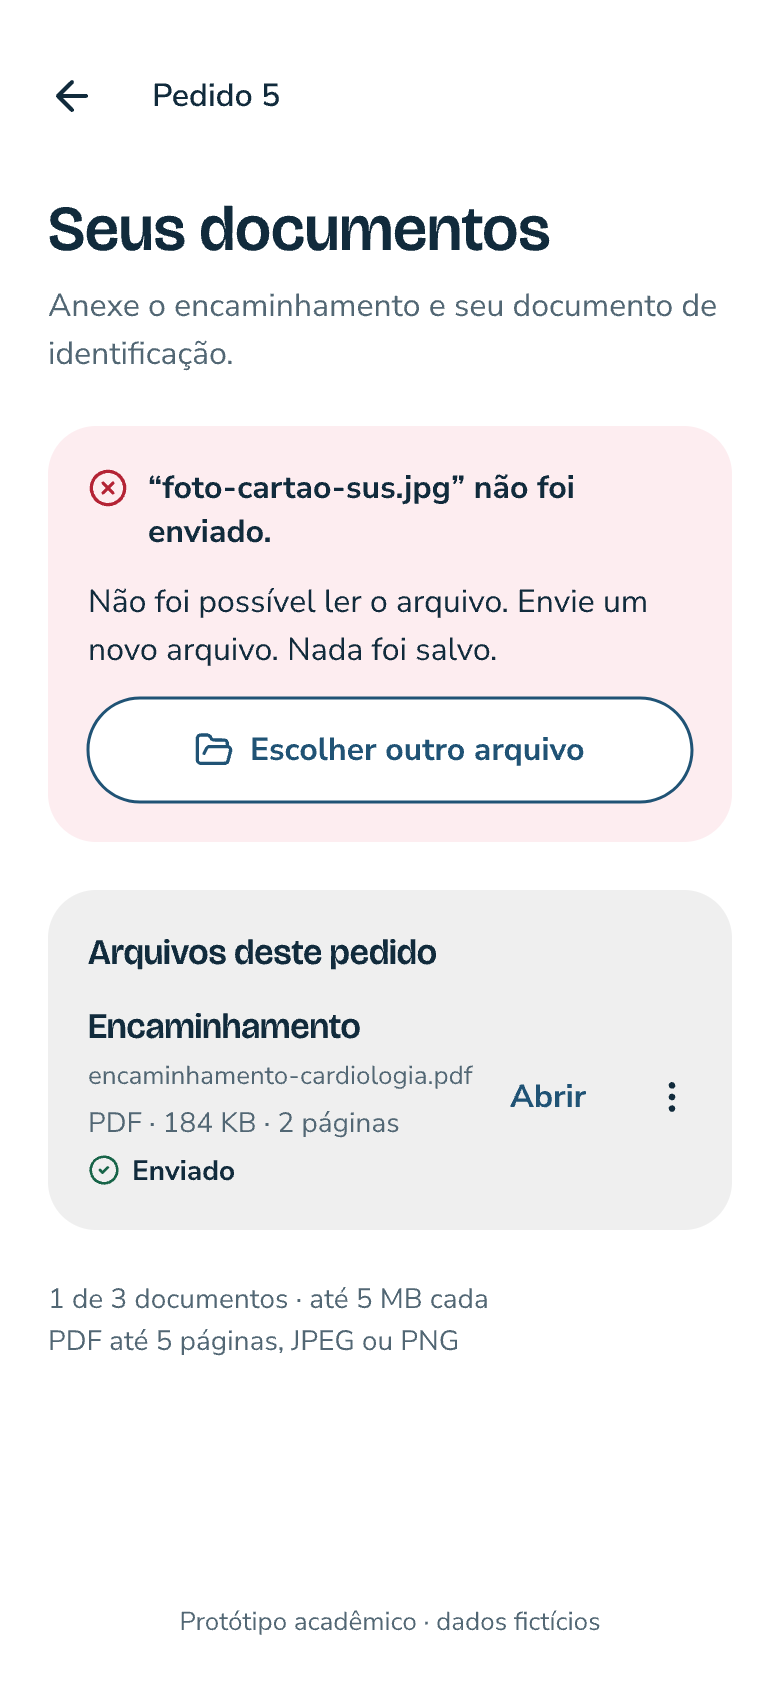 Pedido 5
Seus documentos
Anexe o encaminhamento e seu documento de
identificação.
“foto-cartao-sus.jpg” não foi
enviado.
Não foi possível ler o arquivo. Envie um
novo arquivo. Nada foi salvo.
Escolher outro arquivo
Arquivos deste pedido
Encaminhamento
encaminhamento-cardiologia.pdf
PDF · 184 KB · 2 páginas
Abrir
Enviado
1 de 3 documentos · até 5 MB cada
PDF até 5 páginas, JPEG ou PNG
Protótipo acadêmico · dados fictícios